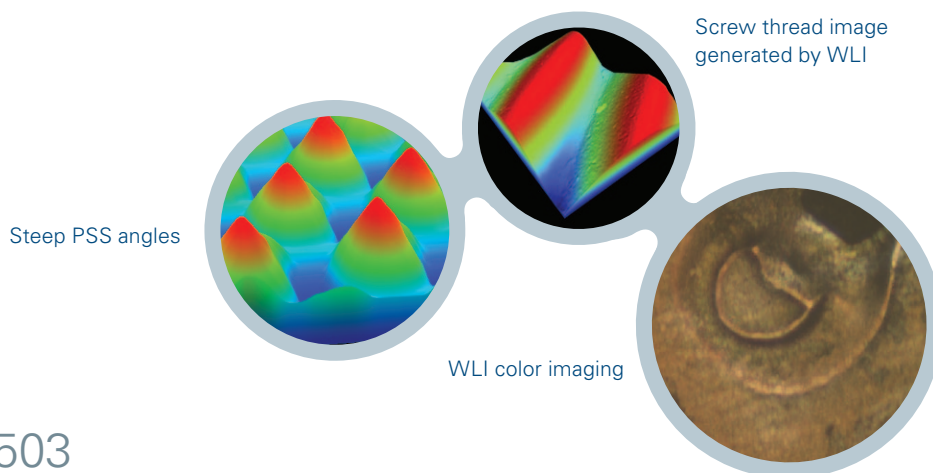 Screw thread image
generated by WLI
Steep PSS angles
WLI color imaging
503